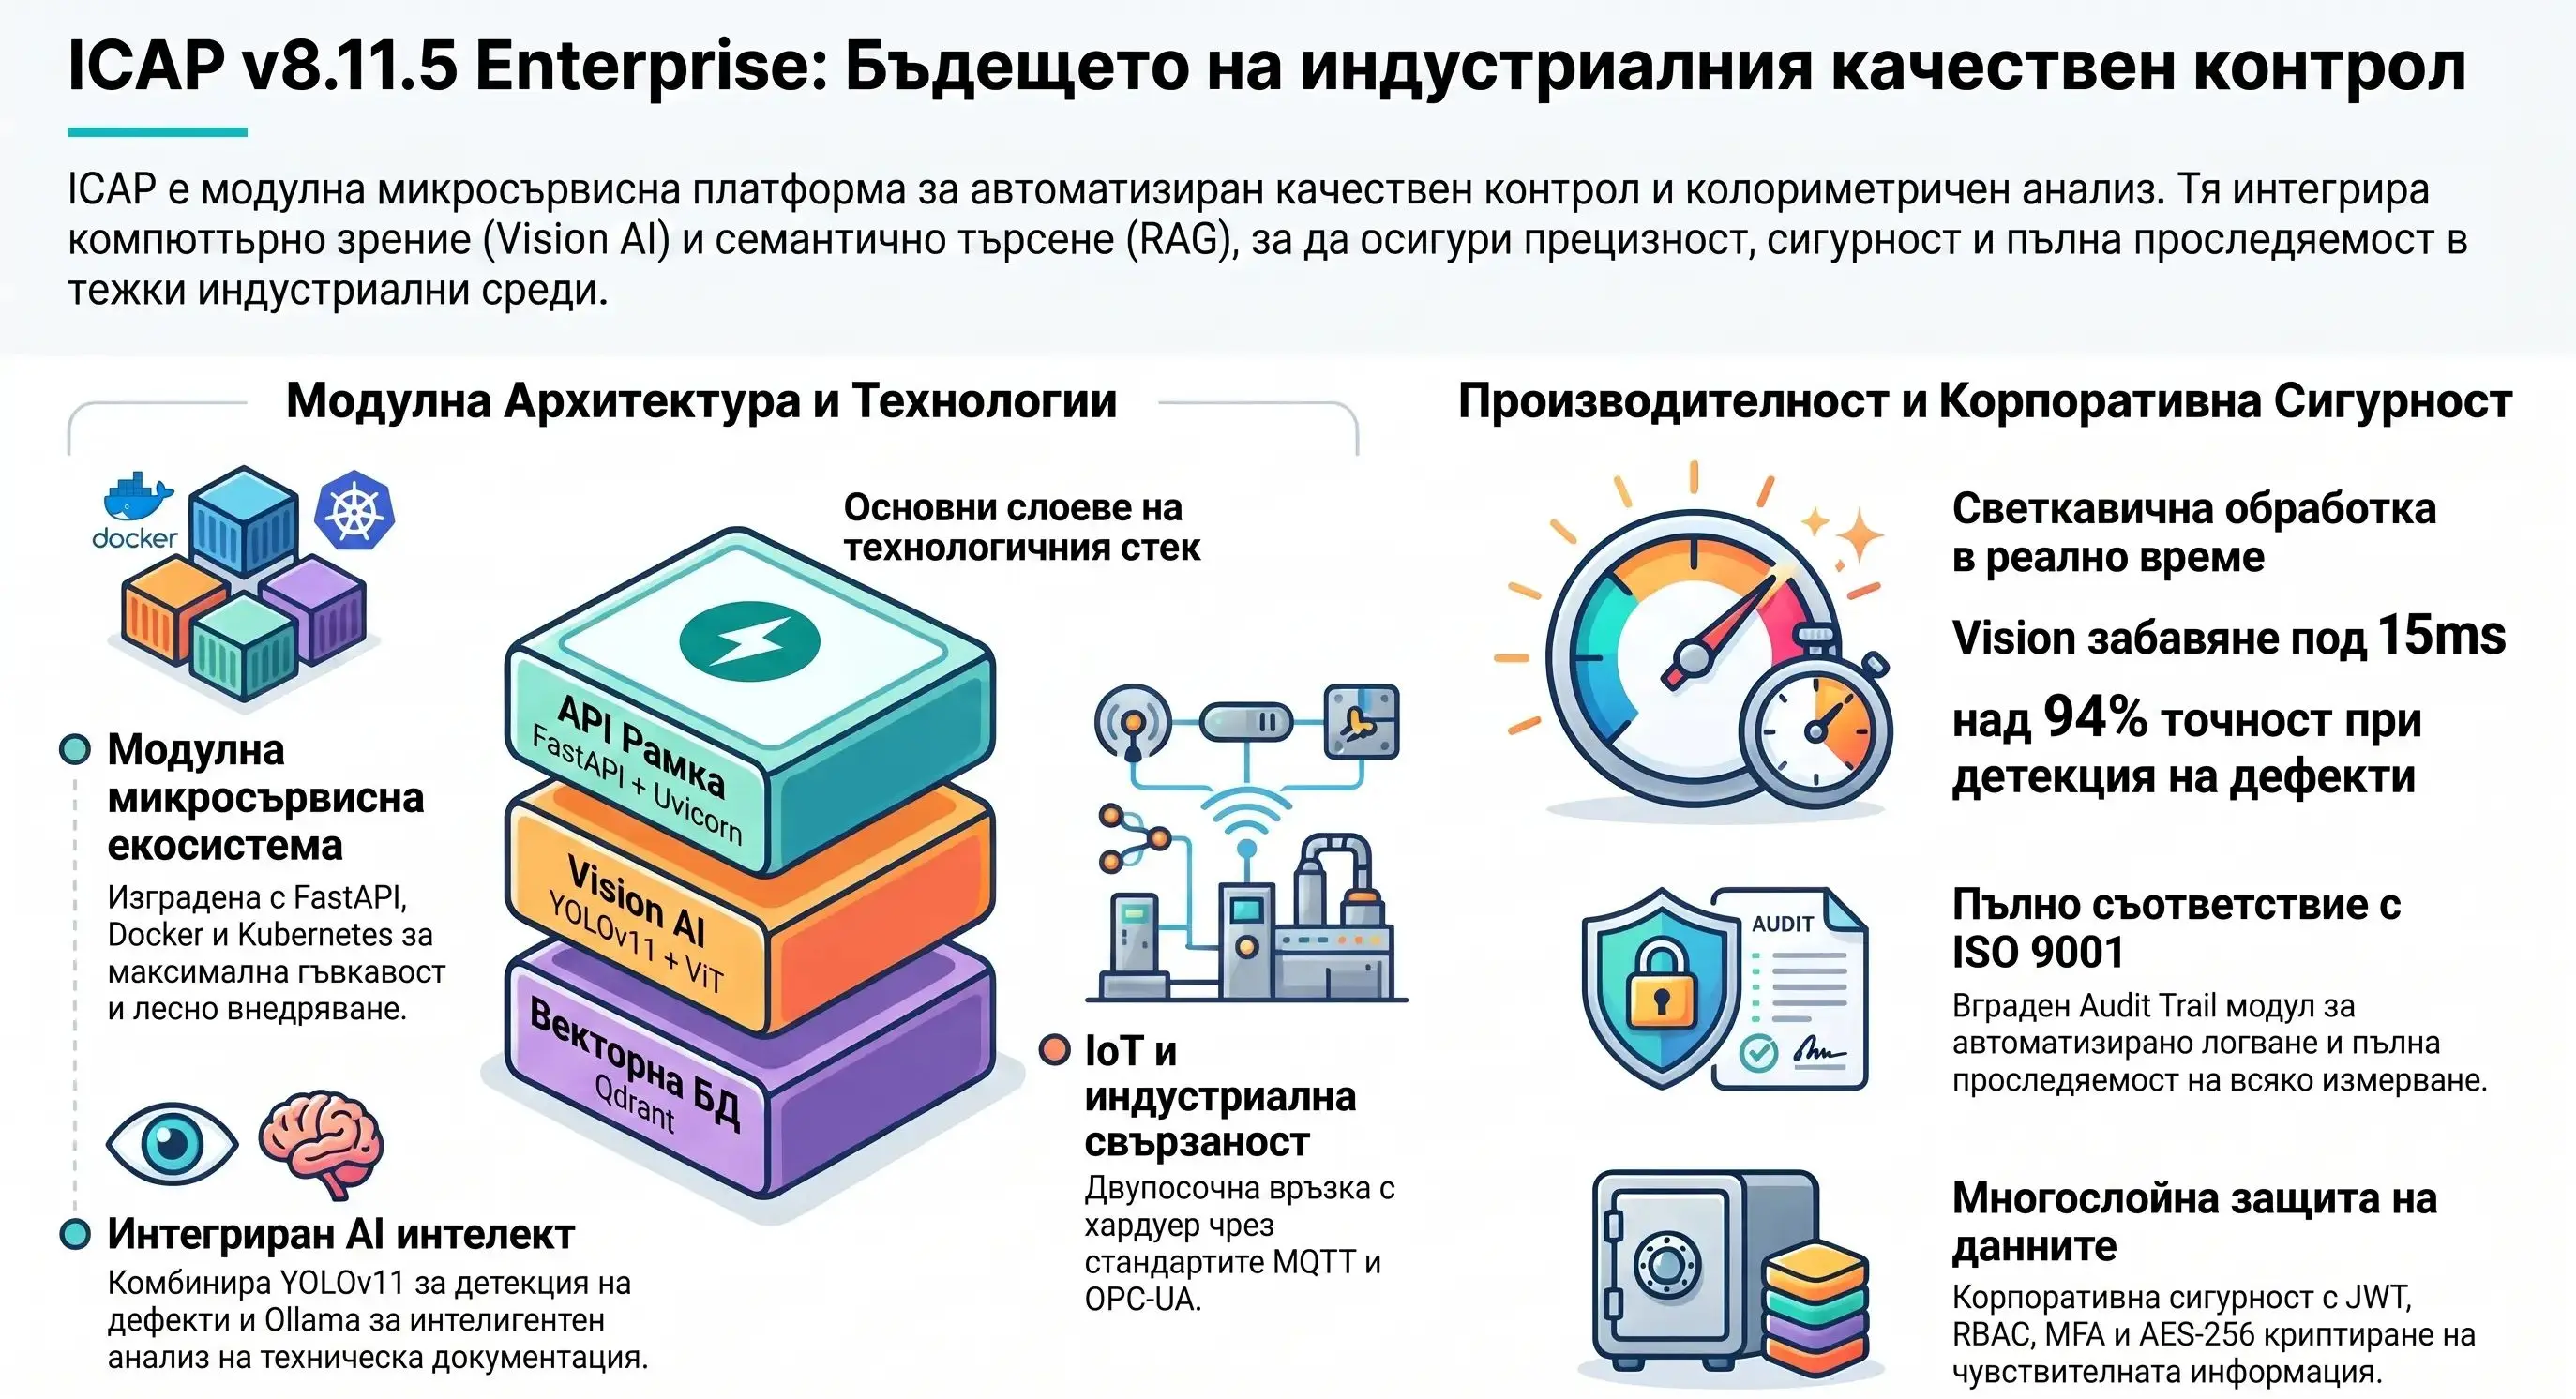 ICAP v8.11.5 Enterprise: Бъдещето на индустриалния качествен контрол
ICAP е модулна микросървисна платформа за автоматизиран качествен контрол и колориметричен анализ. Тя интегрира
компюттърно зрение (Vision AI) и семантично търсене (RAG), за да осигури прецизност, сигурност и пълна проследяемост в
тежки индустриални среди.
Модулна Архитектура и Технологии
docker
Модулна
микросървисна
екосистема
Изградена с FastAPI,
Docker и Kubernetes за
максимална гъвкавост
и лесно внедряване.
Интегриран AI интелект
Комбинира YOLOv11 за детекция на
дефекти и Ollama за интелигентен
анализ на техническа документация.
Основни слоеве на
технологичния стек
API Рамка
FastAPI + Uvicorn
Vision AI
YOLOv11 + ViT
Векторна БД
Qdrant
IoT и
индустриална
свързаност
Двупосочна връзка с
хардуер чрез
стандартите MQTT и
OPC-UA.
Производителност и Корпоративна Сигурност
Светкавична обработка
в реално време
Vision забавяне под 15ms
над 94% точност при
детекция на дефекти
AUDIT
Пълно съответствие с
ISO 9001
Вграден Audit Trail модул за
автоматизирано логване и пълна
проследяемост на всяко измерване.
Многослойна защита на
данните
Корпоративна сигурност с JWT,
RBAC, MFA и AES-256 криптиране на
чувствителната информация.